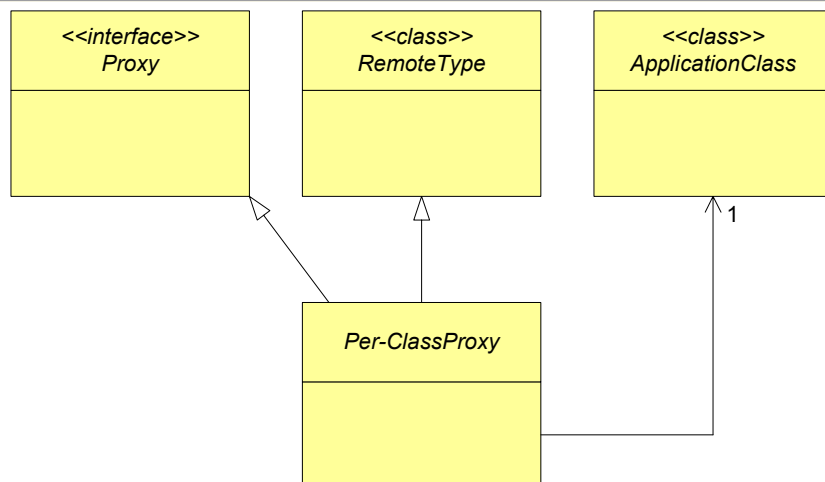 <<interface>>
Proxy
<<class>>
RemoteType
<<class>>
ApplicationClass
1
Per-ClassProxy